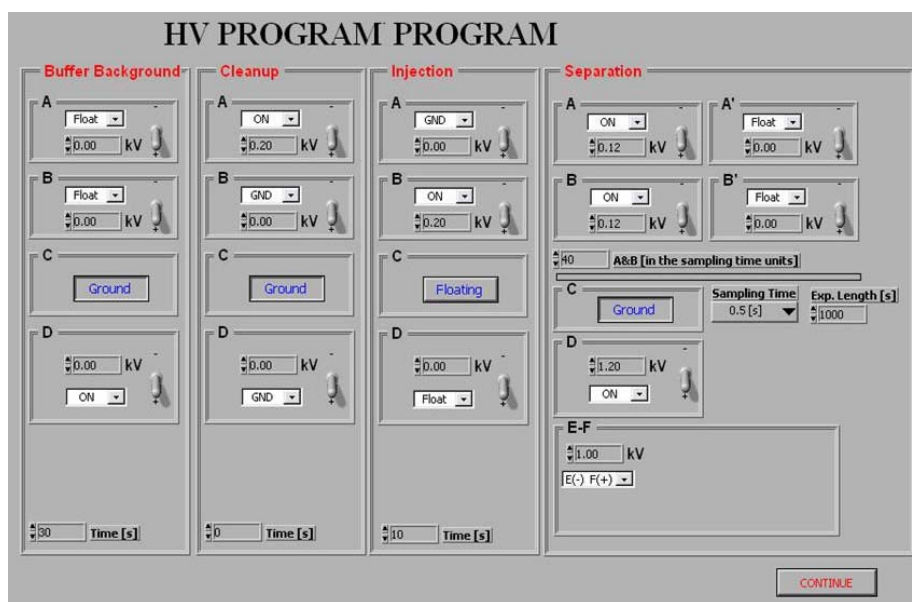 HV PROGRAM PROGRAM
Buffer Background
A
Float
0.00 kV
B
Float
0.00 kV
C
Ground
D
0.00 kV
ON
30 Time [s]
Cleanup
A
ON
0.20 kV
B
GND
0.00 kV
C
Ground
D
0.00 kV
GND
0 Time [s]
Injection
A
GND
0.00 kV
B
ON
0.20 kV
C
Floating
D
0.00 kV
Float
10 Time [s]
Separation
A
ON
0.12 kV
A'
Float
0.00 kV
B
ON
0.12 kV
B'
Float
0.00 kV
40 A&B [in the sampling time units]
C
Ground
Sampling Time
0.5 [s]
Exp. Length [s]
1000
D
1.20 kV
ON
E-F
1.00 kV
E(-) F(+)
CONTINUE